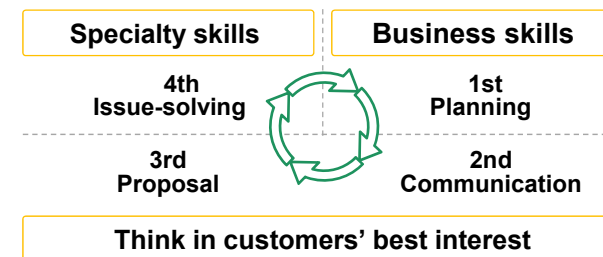 Specialty skills
Business skills
4th
Issue-solving
1st
Planning
3rd
Proposal
2nd
Communication
Think in customers’ best interest